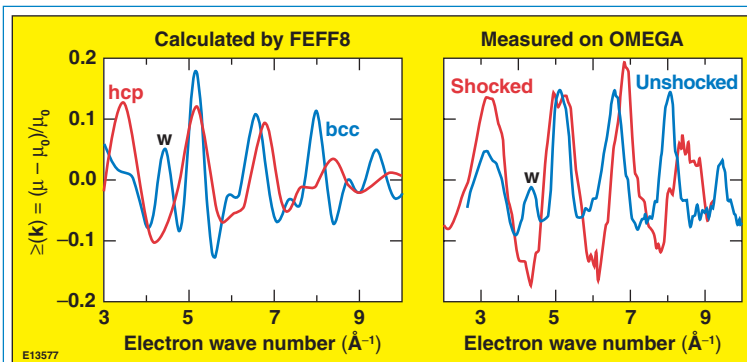 Calculated by FEFF8
Measured on OMEGA
≥(k) = (μ – μ0)/μ0
0.2
0.1
0.0
–0.1
–0.2
hcp
w
bcc
3 5 7 9
Electron wave number (Å–1)
Shocked
Unshocked
w
3 5 7 9
Electron wave number (Å–1)
E13577